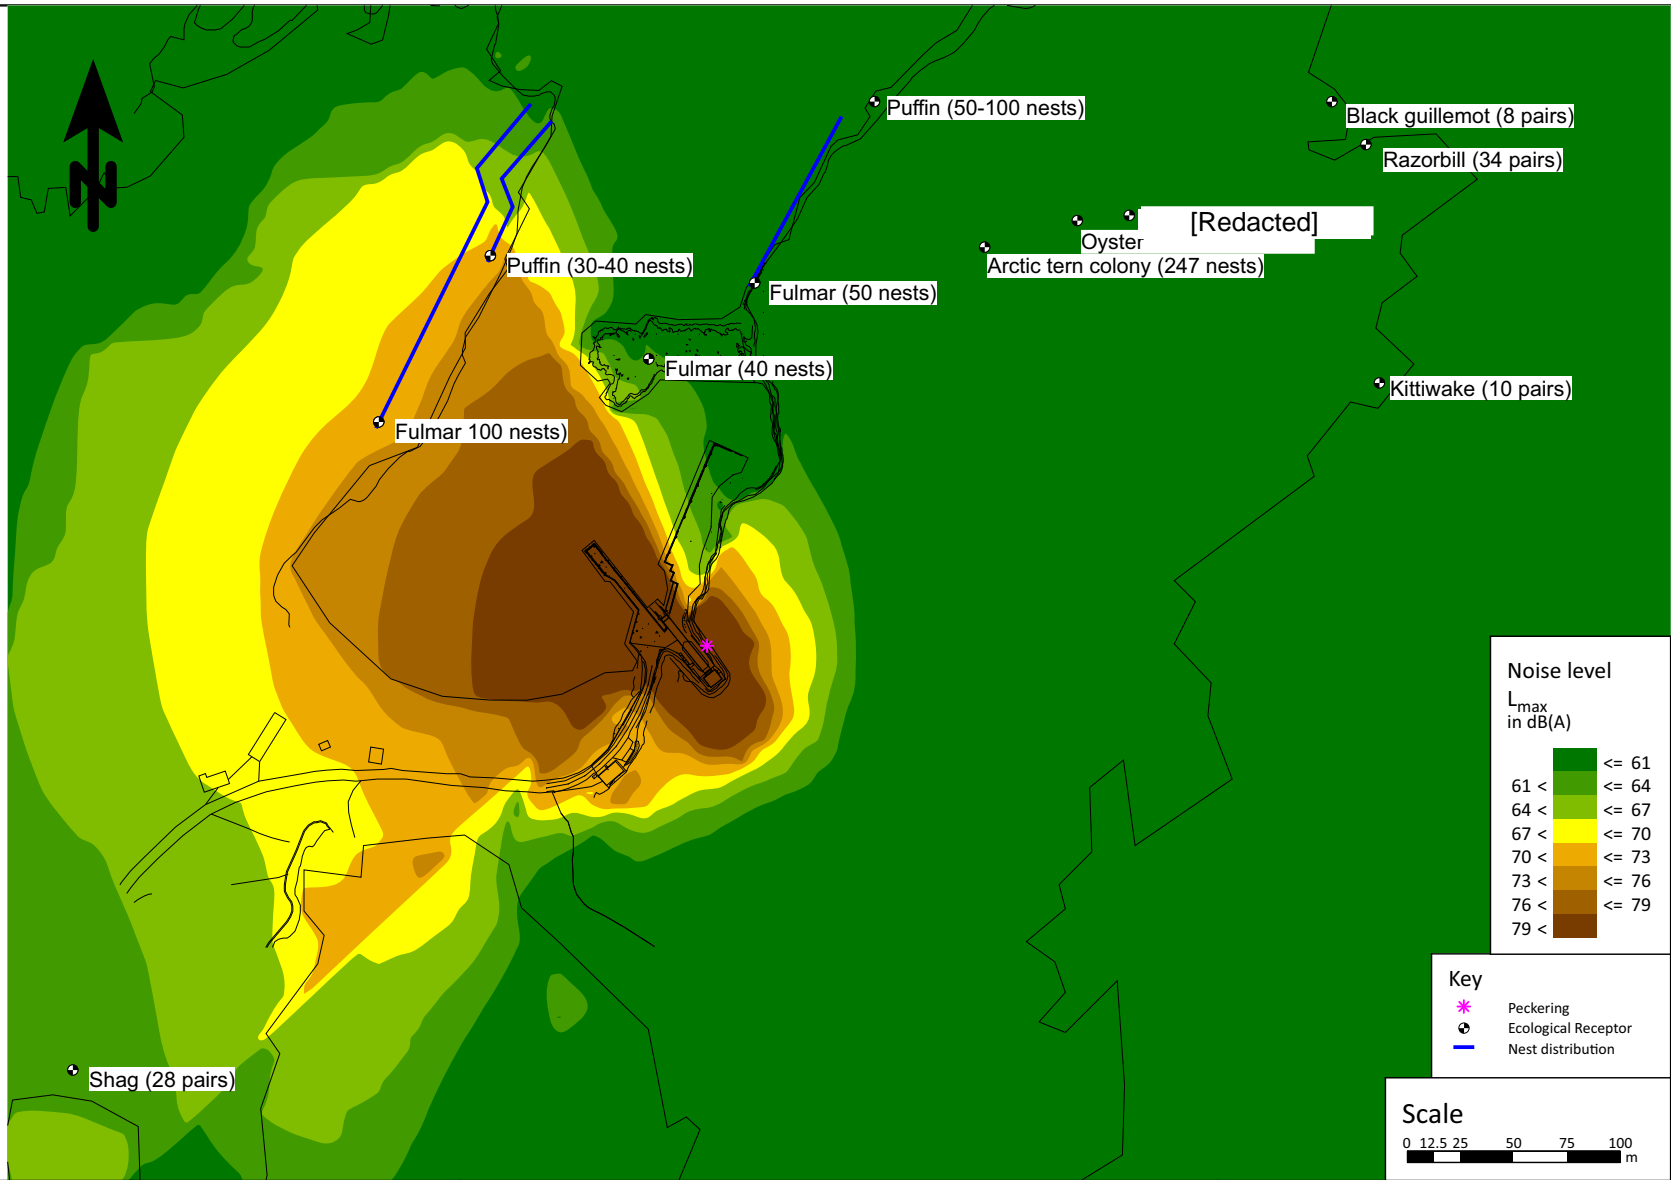 N
Puffin (50-100 nests)
Black guillemot (8 pairs)
Razorbill (34 pairs)
[Redacted]
Oyster
Arctic tern colony (247 nests)
Puffin (30-40 nests)
Fulmar (50 nests)
Fulmar (40 nests)
Kittiwake (10 pairs)
Fulmar 100 nests)
Shag (28 pairs)
Noise level
Lmax
in dB(A)
<= 61
61 < <= 64
64 < <= 67
67 < <= 70
70 < <= 73
73 < <= 76
76 < <= 79
79 <
Key
Peckering
Ecological Receptor
Nest distribution
Scale
0 12.5 25 50 75 100
m